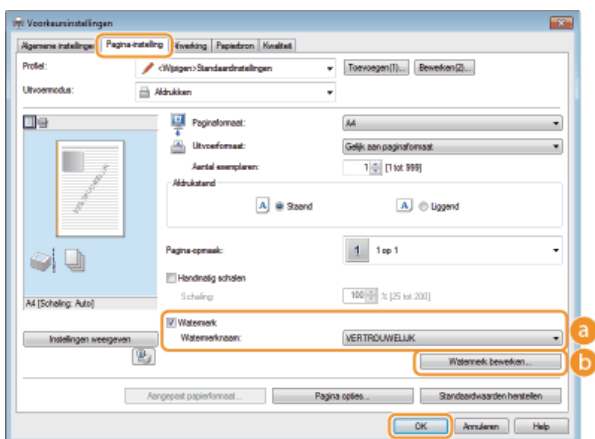 Voorkeursinstellingen
Algemene instellingen Pagina-instelling Afwerking Papierbron Kwaliteit
Profiel: <Wijzigen>Standaardinstellingen Toevoegen(1)... Bewerken(2)...
Uitvoermodus: Afdrukken
Paginaformaat: A4
Uitvoerformaat: Gelijk aan paginaformaat
Aantal exemplaren: 1 [1 tot 999]
Afdrukstand
A Staand A Liggend
VERTROUWELIJK
Pagina-opmaak: 1 1 op 1
Handmatig schalen
Schaling: 100 % [25 tot 200]
A4 [Schaling: Auto]
Watermerk a
Instellingen weergeven Watermerknaam: VERTROUWELIJK
Watermerk bewerken... b
Aangepast papierformaat... Pagina opties... Standaardwaarden herstellen
OK Annuleren Help